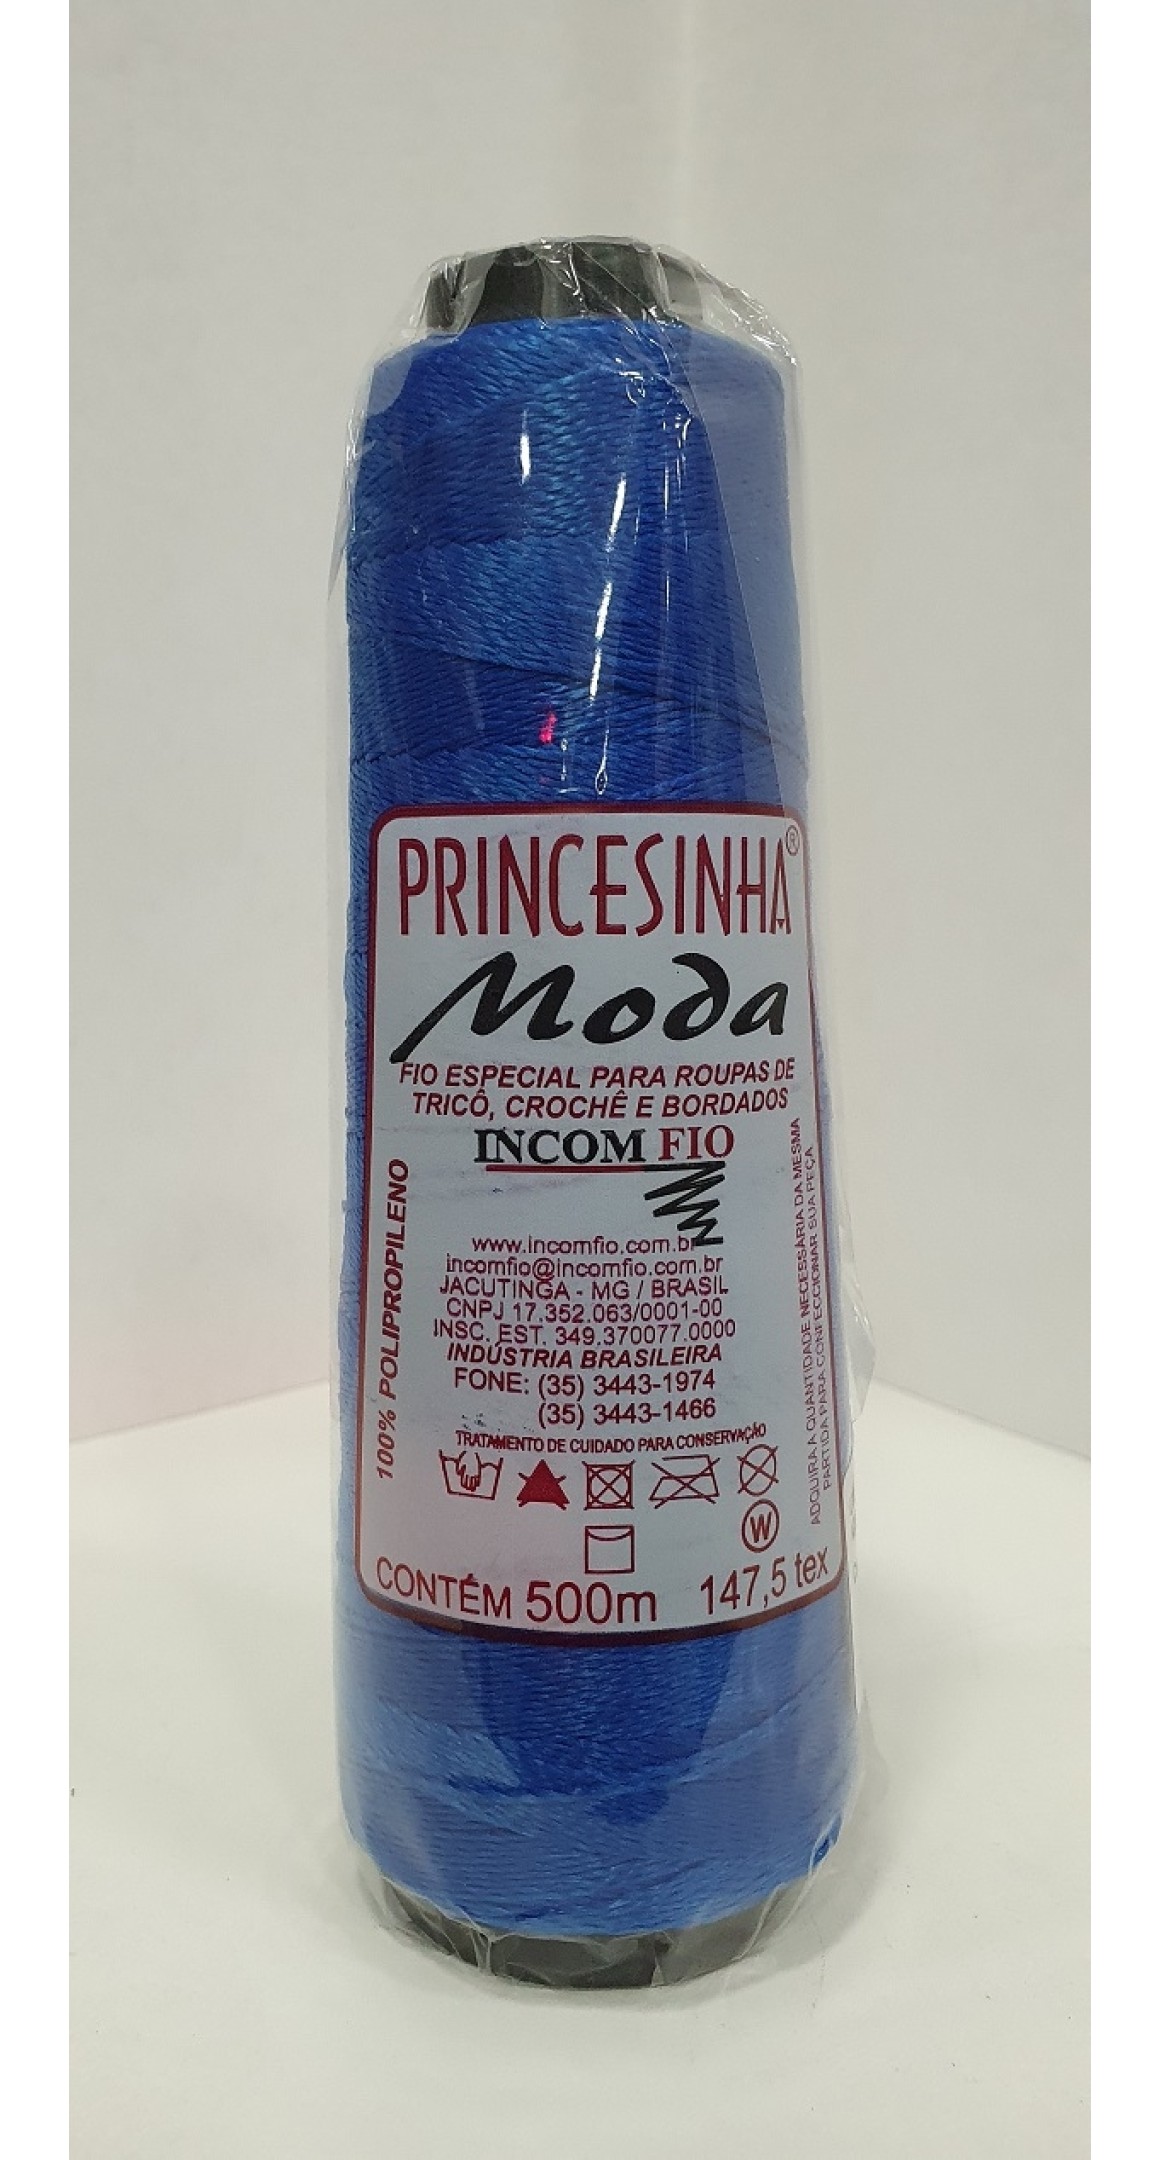 PRINCESINHA®
Moda
FIO ESPECIAL PARA ROUPAS DE
TRICÔ, CROCHÊ E BORDADOS
INCOM FIO
100% POLIPROPILENO
www.incomfio.com.br
incomfio@incomfio.com.br
JACUTINGA - MG / BRASIL
CNPJ 17.352.063/0001-00
INSC. EST. 349.370077.0000
INDÚSTRIA BRASILEIRA
FONE: (35) 3443-1974
(35) 3443-1466
TRATAMENTO DE CUIDADO PARA CONSERVAÇÃO
W
CONTÉM 500m 147,5 tex
ADQUIRA A QUANTIDADE NECESSÁRIA DA MESMA
PARTIDA PARA CONFECCIONAR SUA PEÇA